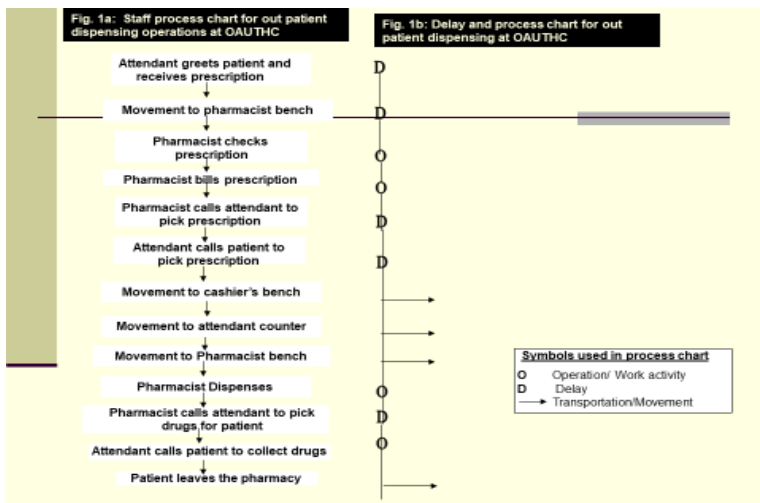 Fig. 1a: Staff process chart for out patient
dispensing operations at OAUTHC
Fig. 1b: Delay and process chart for out
patient dispensing at OAUTHC
Attendant greets patient and
receives prescription
D
Movement to pharmacist bench
D
Pharmacist checks
prescription
O
Pharmacist bills prescription
O
Pharmacist calls attendant to
pick prescription
D
Attendant calls patient to
pick prescription
D
Movement to cashier's bench
Movement to attendant counter
Movement to Pharmacist bench
Pharmacist Dispenses
O
Pharmacist calls attendant to pick
drugs for patient
D
Attendant calls patient to collect drugs
O
Patient leaves the pharmacy
Symbols used in process chart
O Operation/ Work activity
D Delay
Transportation/Movement